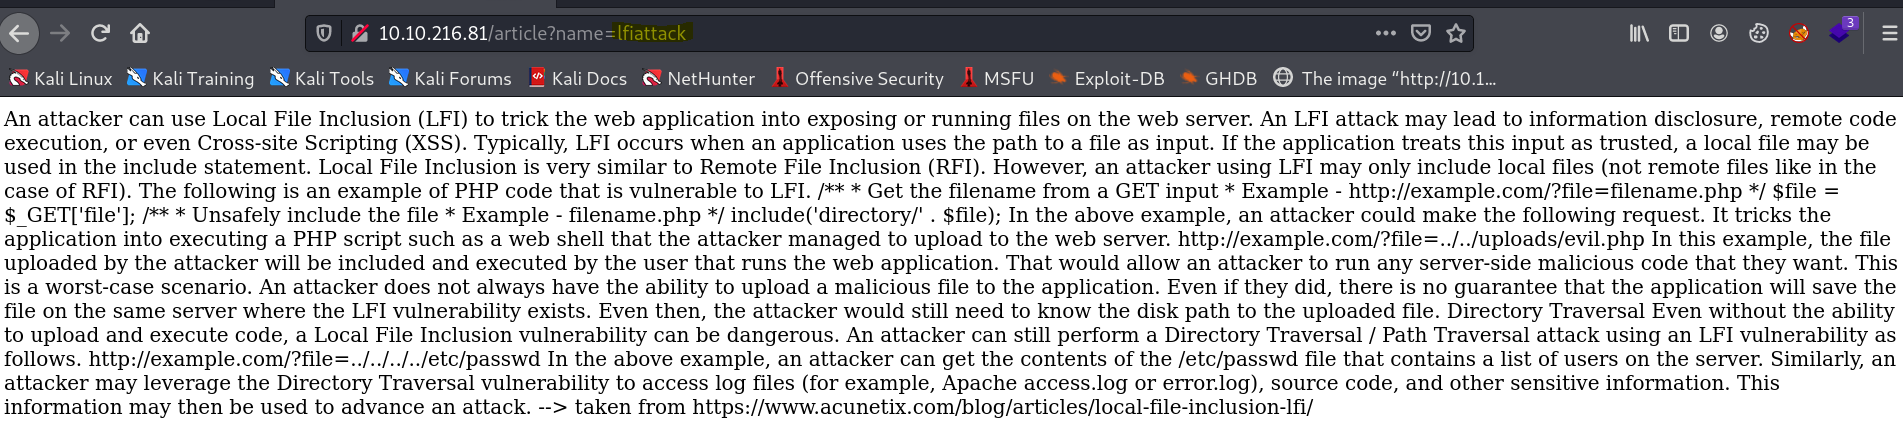 10.10.216.81/article?name=lfiattack
3
Kali Linux Kali Training Kali Tools Kali Forums Kali Docs NetHunter Offensive Security MSFU Exploit-DB GHDB The image “http://10.1...
An attacker can use Local File Inclusion (LFI) to trick the web application into exposing or running files on the web server. An LFI attack may lead to information disclosure, remote code
execution, or even Cross-site Scripting (XSS). Typically, LFI occurs when an application uses the path to a file as input. If the application treats this input as trusted, a local file may be
used in the include statement. Local File Inclusion is very similar to Remote File Inclusion (RFI). However, an attacker using LFI may only include local files (not remote files like in the
case of RFI). The following is an example of PHP code that is vulnerable to LFI. /** * Get the filename from a GET input * Example - http://example.com/?file=filename.php */ $file =
$_GET['file']; /** * Unsafely include the file * Example - filename.php */ include('directory/' . $file); In the above example, an attacker could make the following request. It tricks the
application into executing a PHP script such as a web shell that the attacker managed to upload to the web server. http://example.com/?file=../../uploads/evil.php In this example, the file
uploaded by the attacker will be included and executed by the user that runs the web application. That would allow an attacker to run any server-side malicious code that they want. This
is a worst-case scenario. An attacker does not always have the ability to upload a malicious file to the application. Even if they did, there is no guarantee that the application will save the
file on the same server where the LFI vulnerability exists. Even then, the attacker would still need to know the disk path to the uploaded file. Directory Traversal Even without the ability
to upload and execute code, a Local File Inclusion vulnerability can be dangerous. An attacker can still perform a Directory Traversal / Path Traversal attack using an LFI vulnerability as
follows. http://example.com/?file=../../../../etc/passwd In the above example, an attacker can get the contents of the /etc/passwd file that contains a list of users on the server. Similarly, an
attacker may leverage the Directory Traversal vulnerability to access log files (for example, Apache access.log or error.log), source code, and other sensitive information. This
information may then be used to advance an attack. --> taken from https://www.acunetix.com/blog/articles/local-file-inclusion-lfi/